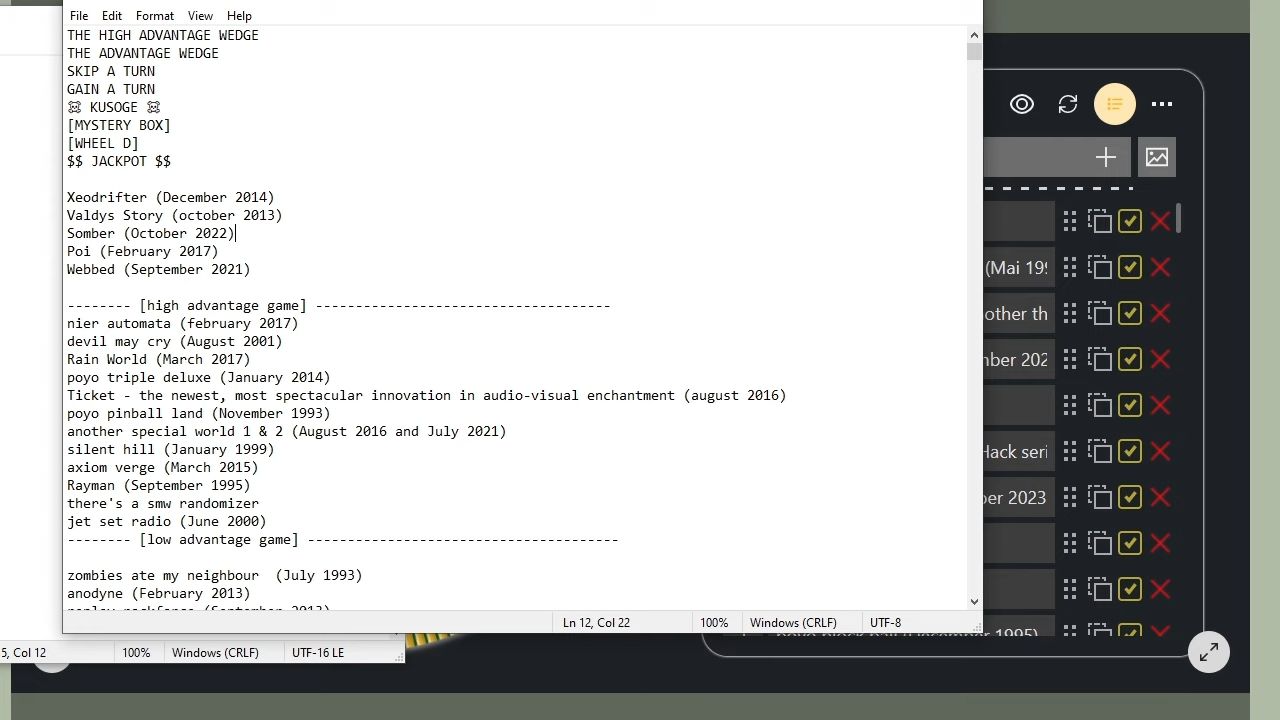 File Edit Format View Help
THE HIGH ADVANTAGE WEDGE
THE ADVANTAGE WEDGE
SKIP A TURN
GAIN A TURN
☠ KUSOGE ☠
[MYSTERY BOX]
[WHEEL D]
$$ JACKPOT $$
Xeodrifter (December 2014)
Valdys Story (october 2013)
Somber (October 2022)
Poi (February 2017)
Webbed (September 2021)
-------- [high advantage game] -------------------------------------
nier automata (february 2017)
devil may cry (August 2001)
Rain World (March 2017)
poyo triple deluxe (January 2014)
Ticket - the newest, most spectacular innovation in audio-visual enchantment (august 2016)
poyo pinball land (November 1993)
another special world 1 & 2 (August 2016 and July 2021)
silent hill (January 1999)
axiom verge (March 2015)
Rayman (September 1995)
there's a smw randomizer
jet set radio (June 2000)
-------- [low advantage game] ---------------------------------------
zombies ate my neighbour  (July 1993)
anodyne (February 2013)
Ln 12, Col 22 100% Windows (CRLF) UTF-8
5, Col 12 100% Windows (CRLF) UTF-16 LE
(Mai 199
other th
ber 202
Hack seri
er 2023